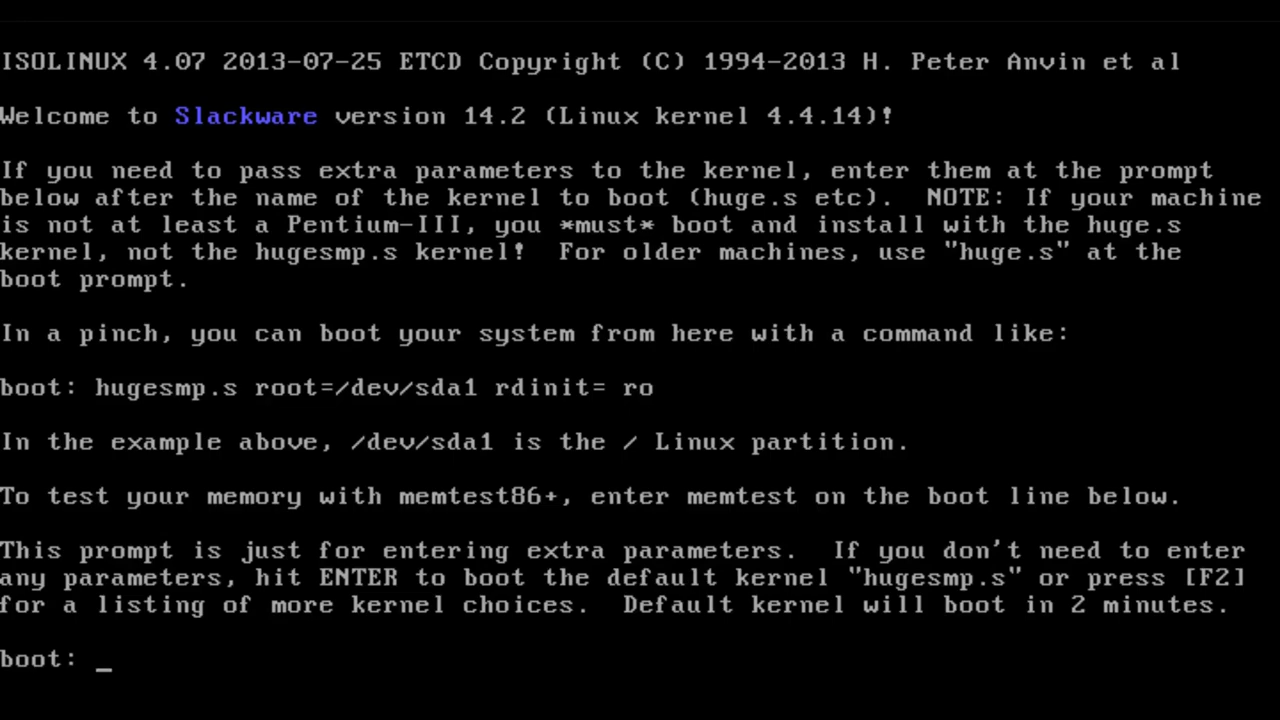 ISOLINUX 4.07 2013-07-25 ETCD Copyright (C) 1994-2013 H. Peter Anvin et al
Welcome to Slackware version 14.2 (Linux kernel 4.4.14)!
If you need to pass extra parameters to the kernel, enter them at the prompt
below after the name of the kernel to boot (huge.s etc).  NOTE: If your machine
is not at least a Pentium-III, you *must* boot and install with the huge.s
kernel, not the hugesmp.s kernel!  For older machines, use "huge.s" at the
boot prompt.
In a pinch, you can boot your system from here with a command like:
boot: hugesmp.s root=/dev/sda1 rdinit= ro
In the example above, /dev/sda1 is the / Linux partition.
To test your memory with memtest86+, enter memtest on the boot line below.
This prompt is just for entering extra parameters.  If you don't need to enter
any parameters, hit ENTER to boot the default kernel "hugesmp.s" or press [F2]
for a listing of more kernel choices.  Default kernel will boot in 2 minutes.
boot: _